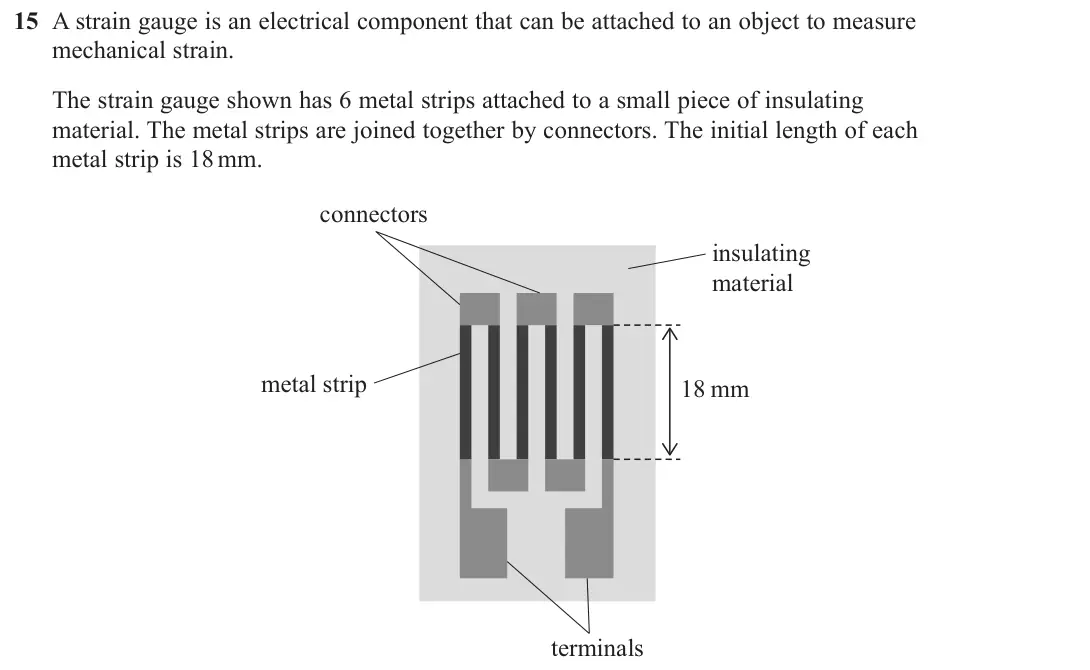 15 A strain gauge is an electrical component that can be attached to an object to measure
mechanical strain.
The strain gauge shown has 6 metal strips attached to a small piece of insulating
material. The metal strips are joined together by connectors. The initial length of each
metal strip is 18 mm.
connectors
insulating
material
metal strip
18 mm
terminals